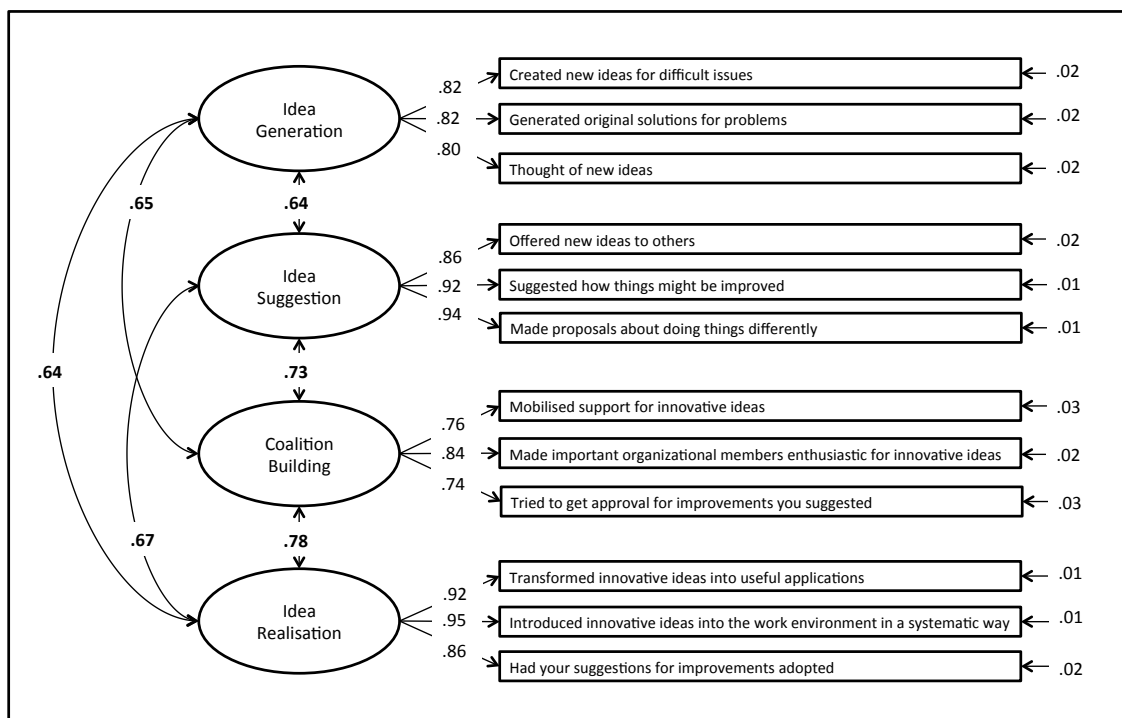 .82
Created new ideas for difficult issues
.02
Idea
Generation
.82
Generated original solutions for problems
.02
.80
Thought of new ideas
.02
.65
.64
Offered new ideas to others
.02
.86
Idea
Suggestion
.92
Suggested how things might be improved
.01
.94
Made proposals about doing things differently
.01
.64
.73
Mobilised support for innovative ideas
.03
.76
Coalition
Building
.84
Made important organizational members enthusiastic for innovative ideas
.02
.74
Tried to get approval for improvements you suggested
.03
.67
.78
Transformed innovative ideas into useful applications
.01
.92
Idea
Realisation
.95
Introduced innovative ideas into the work environment in a systematic way
.01
.86
Had your suggestions for improvements adopted
.02